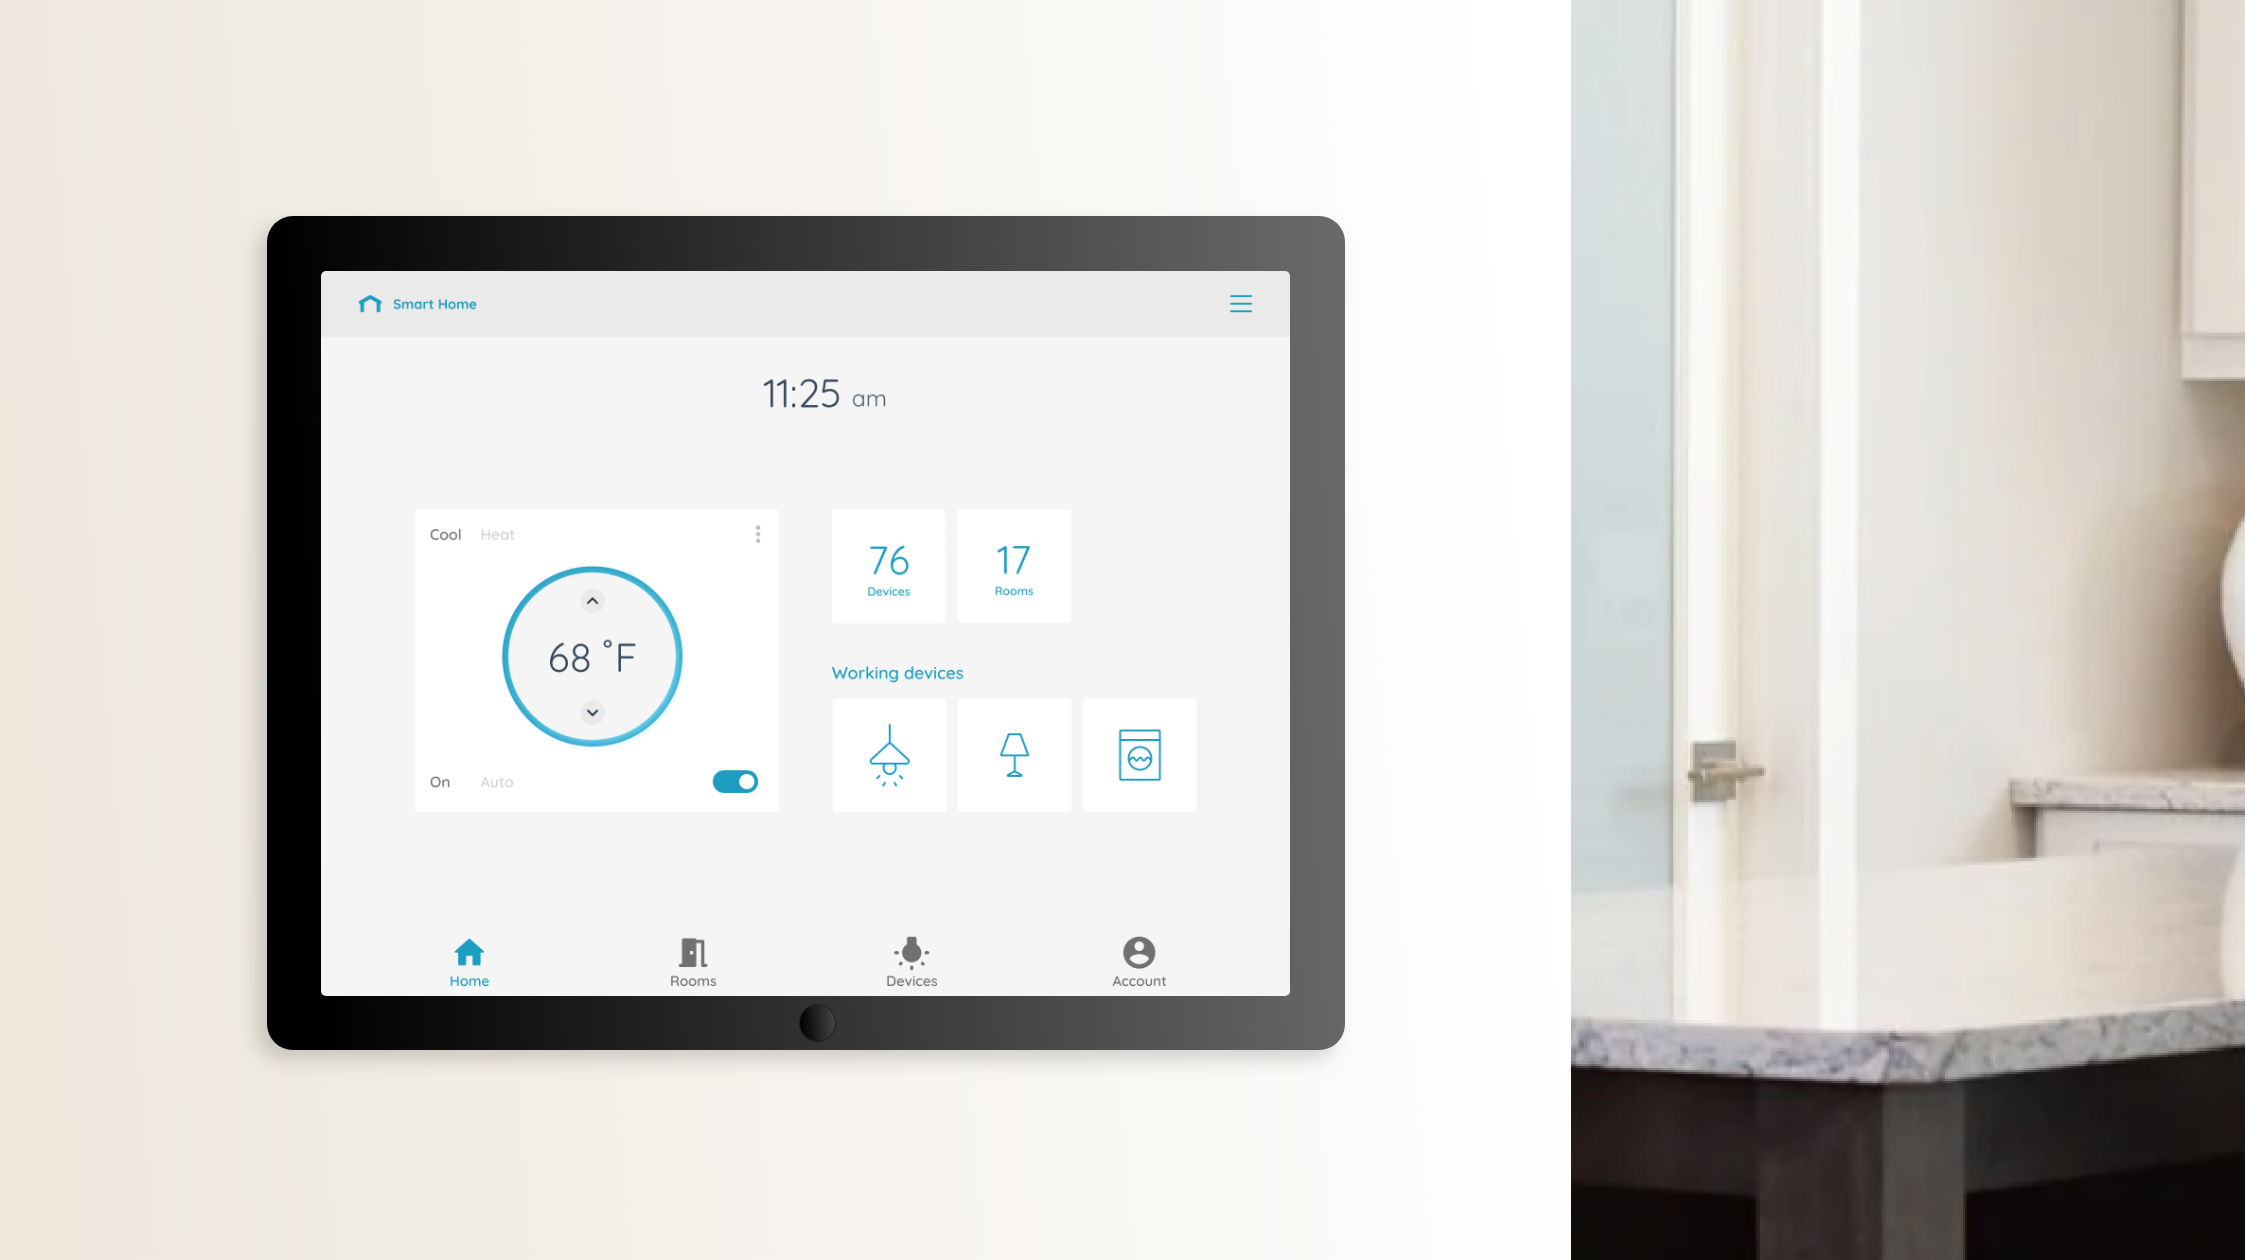 Smart Home
11:25 am
Cool Heat
68 °F
On Auto
76
Devices
17
Rooms
Working devices
Home
Rooms
Devices
Account